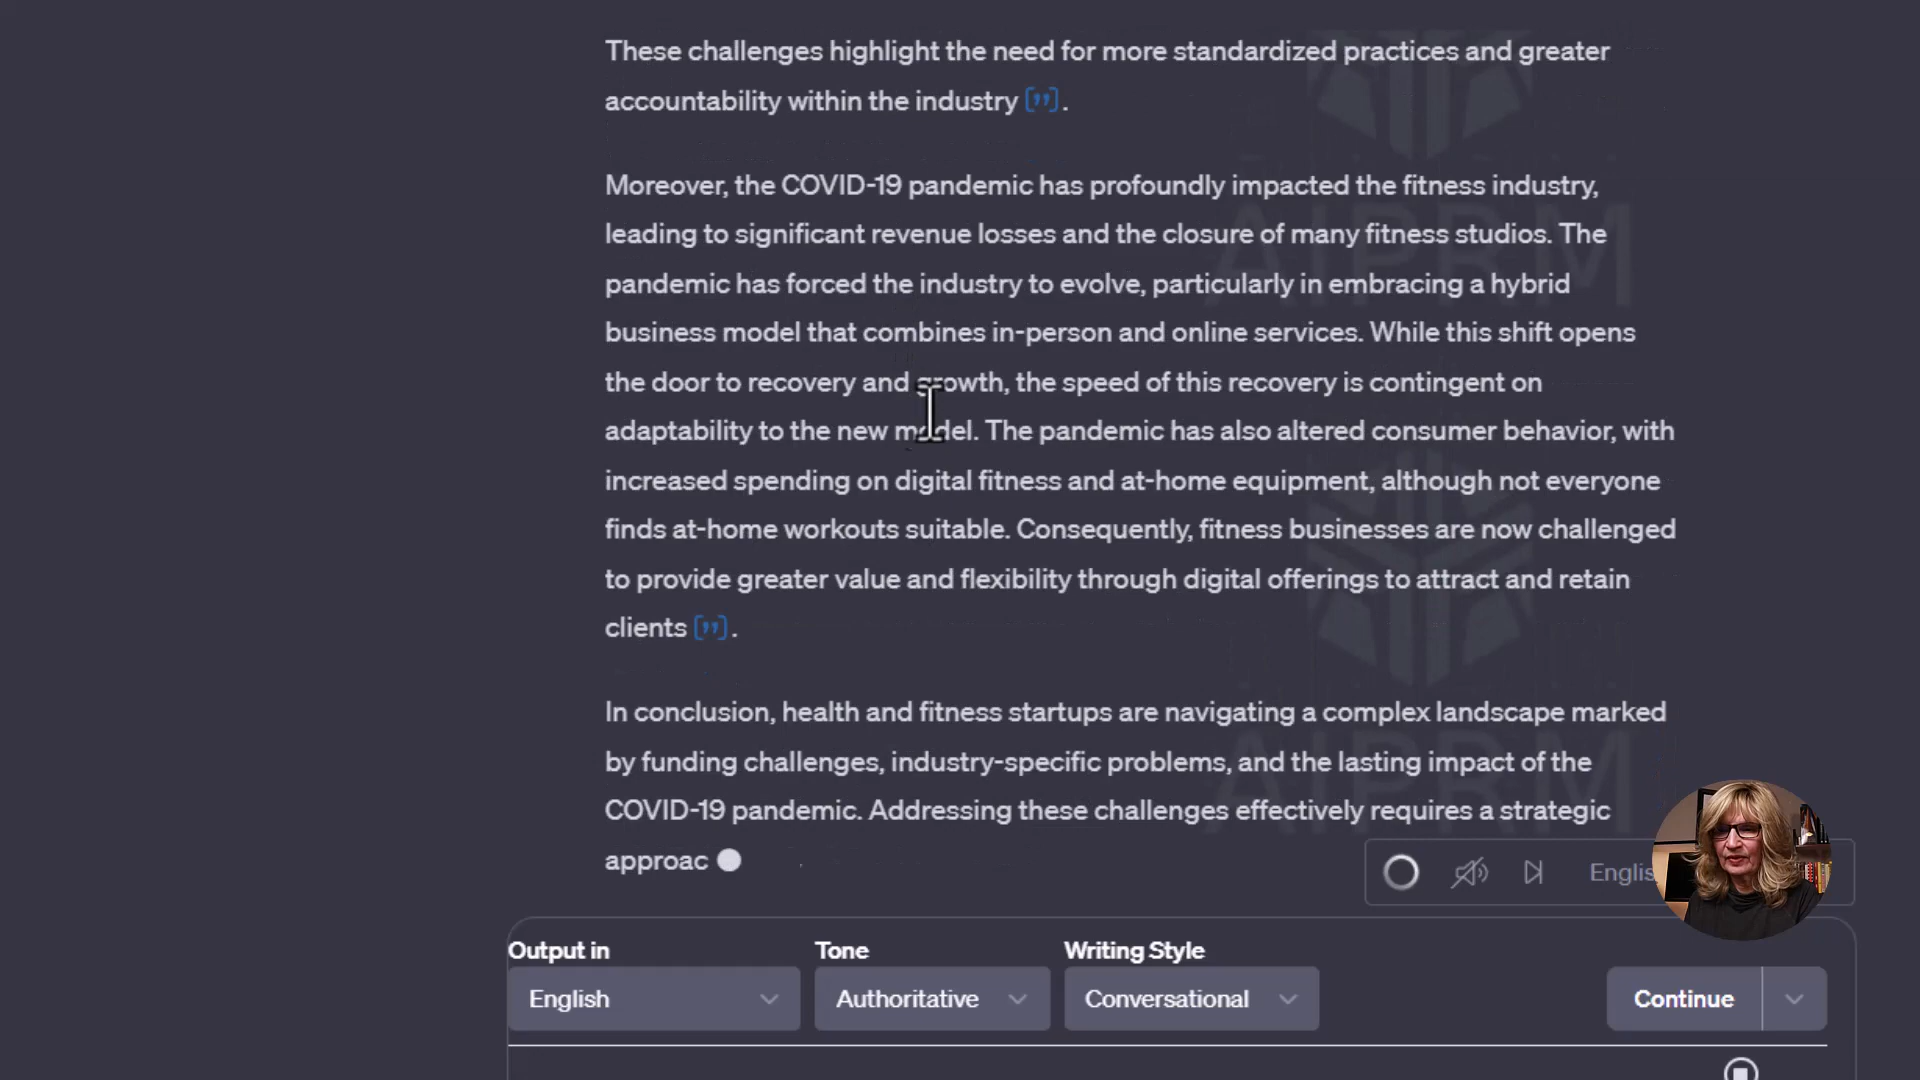 These challenges highlight the need for more standardized practices and greater
accountability within the industry [”].
Moreover, the COVID-19 pandemic has profoundly impacted the fitness industry,
leading to significant revenue losses and the closure of many fitness studios. The
pandemic has forced the industry to evolve, particularly in embracing a hybrid
business model that combines in-person and online services. While this shift opens
the door to recovery and growth, the speed of this recovery is contingent on
adaptability to the new model. The pandemic has also altered consumer behavior, with
increased spending on digital fitness and at-home equipment, although not everyone
finds at-home workouts suitable. Consequently, fitness businesses are now challenged
to provide greater value and flexibility through digital offerings to attract and retain
clients [”].
In conclusion, health and fitness startups are navigating a complex landscape marked
by funding challenges, industry-specific problems, and the lasting impact of the
COVID-19 pandemic. Addressing these challenges effectively requires a strategic
approac
Englis
Output in
Tone
Writing Style
English
Authoritative
Conversational
Continue
AIPRM
AIPRM